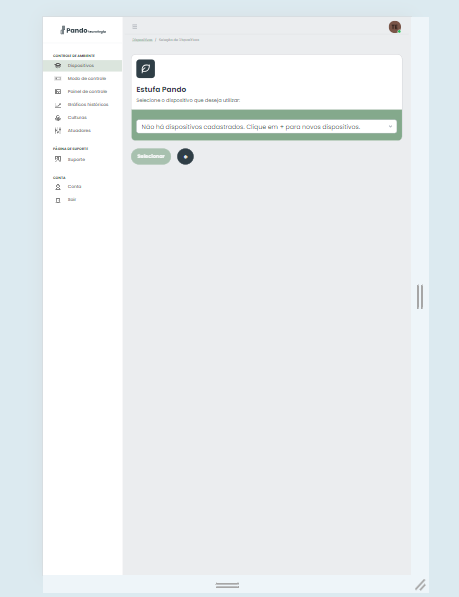 Pando tecnologia
CONTROLE DE AMBIENTE
Dispositivos
Modo de controle
Painel de controle
Gráficos históricos
Culturas
Atuadores
PÁGINA DE SUPORTE
Suporte
CONTA
Conta
Sair
Dispositivos / Seleção de Dispositivos
Estufa Pando
Selecione o dispositivo que deseja utilizar:
Não há dispositivos cadastrados. Clique em + para novos dispositivos.
Selecionar